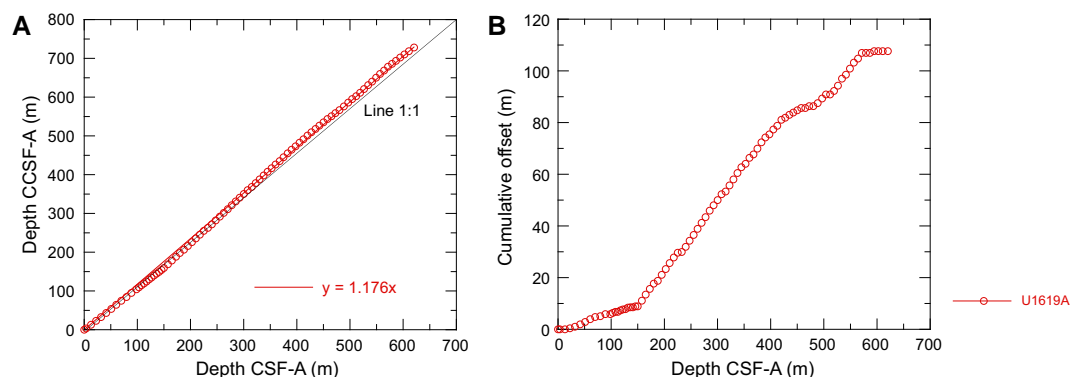 A
800
700
600
500
400
300
200
100
0
Depth CCSF-A (m)
Line 1:1
y = 1.176x
0 100 200 300 400 500 600 700
Depth CSF-A (m)
B
120
100
80
60
40
20
0
Cumulative offset (m)
0 100 200 300 400 500 600 700
Depth CSF-A (m)
U1619A